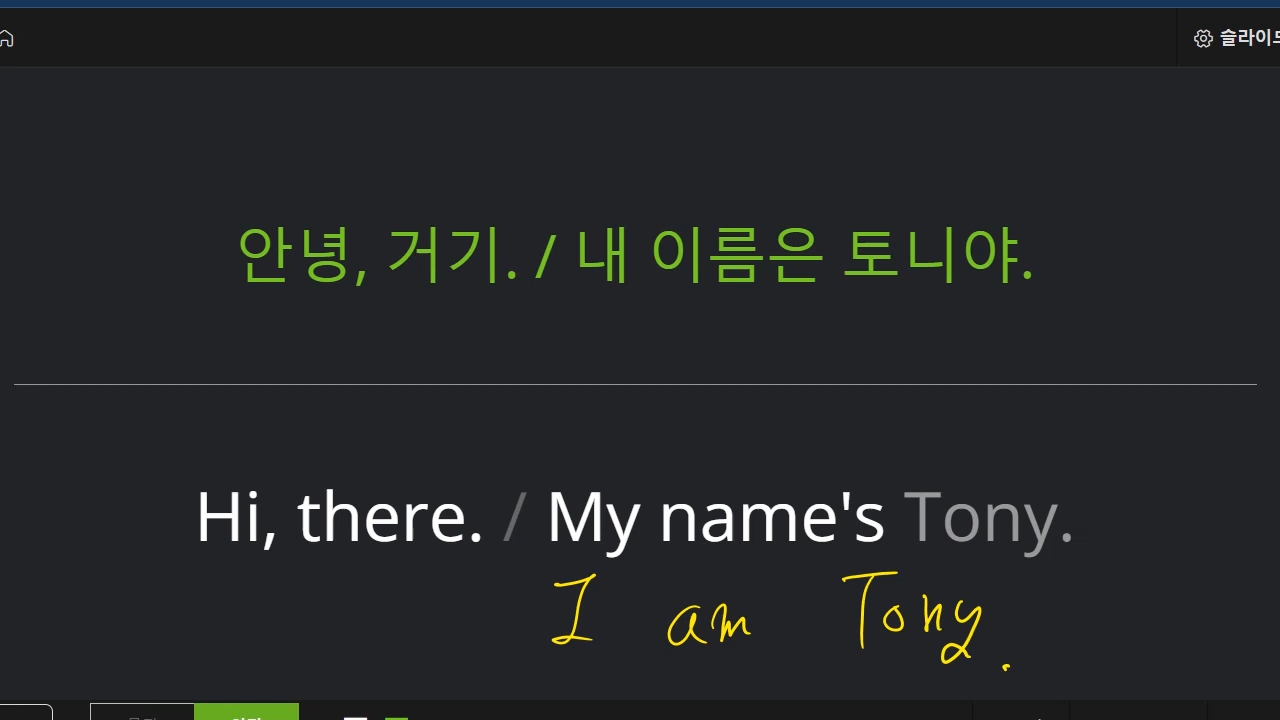 슬라이드
안녕, 거기. / 내 이름은 토니야.
Hi, there. / My name's Tony.
I am Tony.